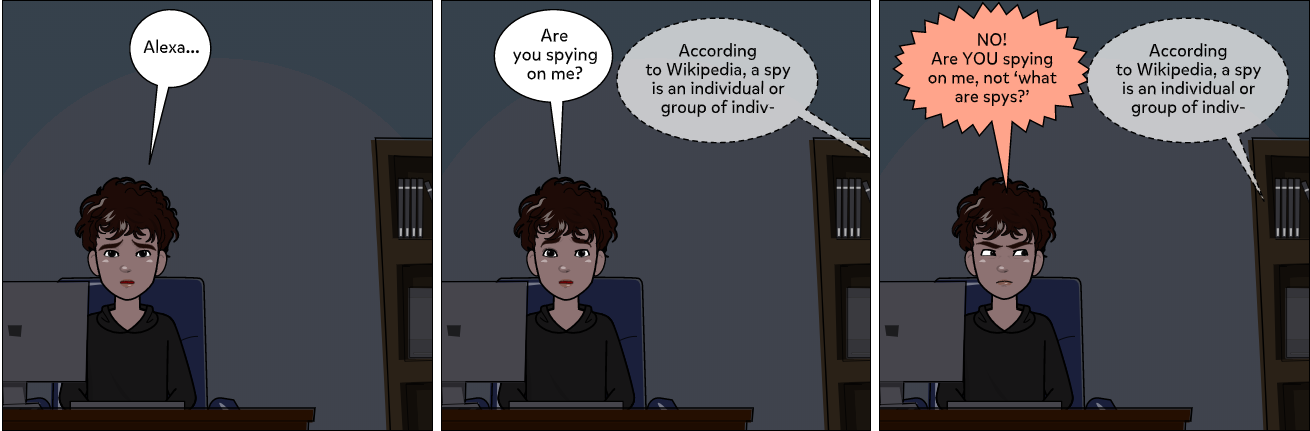 Alexa...
Are
you spying
on me?
According
to Wikipedia, a spy
is an individual or
group of indiv-
NO!
Are YOU spying
on me, not ‘what
are spys?’
According
to Wikipedia, a spy
is an individual or
group of indiv-